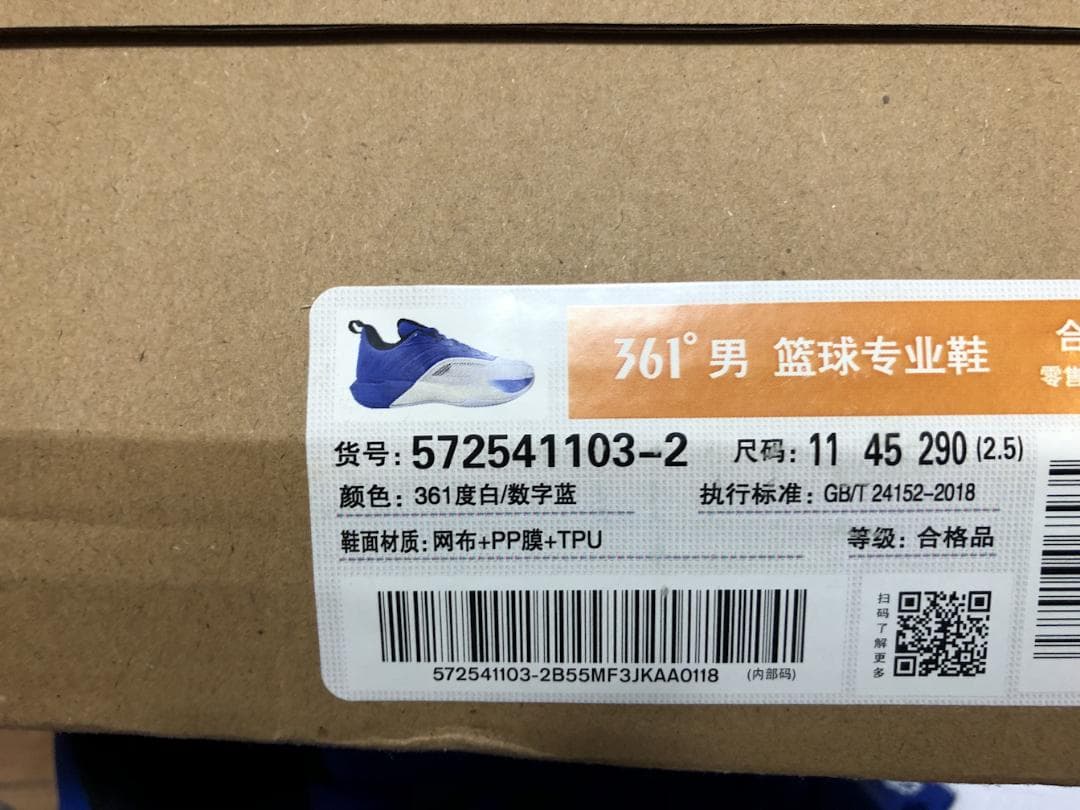 361° 男 篮球专业鞋
合
零售
货号: 572541103-2 尺码: 11 45 290 (2.5)
颜色: 361度白/数字蓝 执行标准: GB/T 24152-2018
鞋面材质: 网布+PP膜+TPU 等级: 合格品
572541103-2B55MF3JKAA0118 (内部码)
扫码了解更多